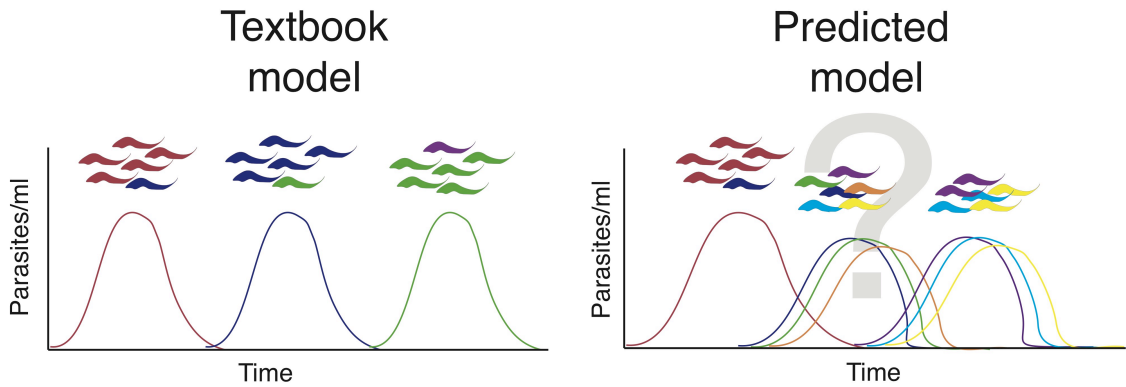 Textbook
model
Parasites/ml
Time
Predicted
model
?
Parasites/ml
Time